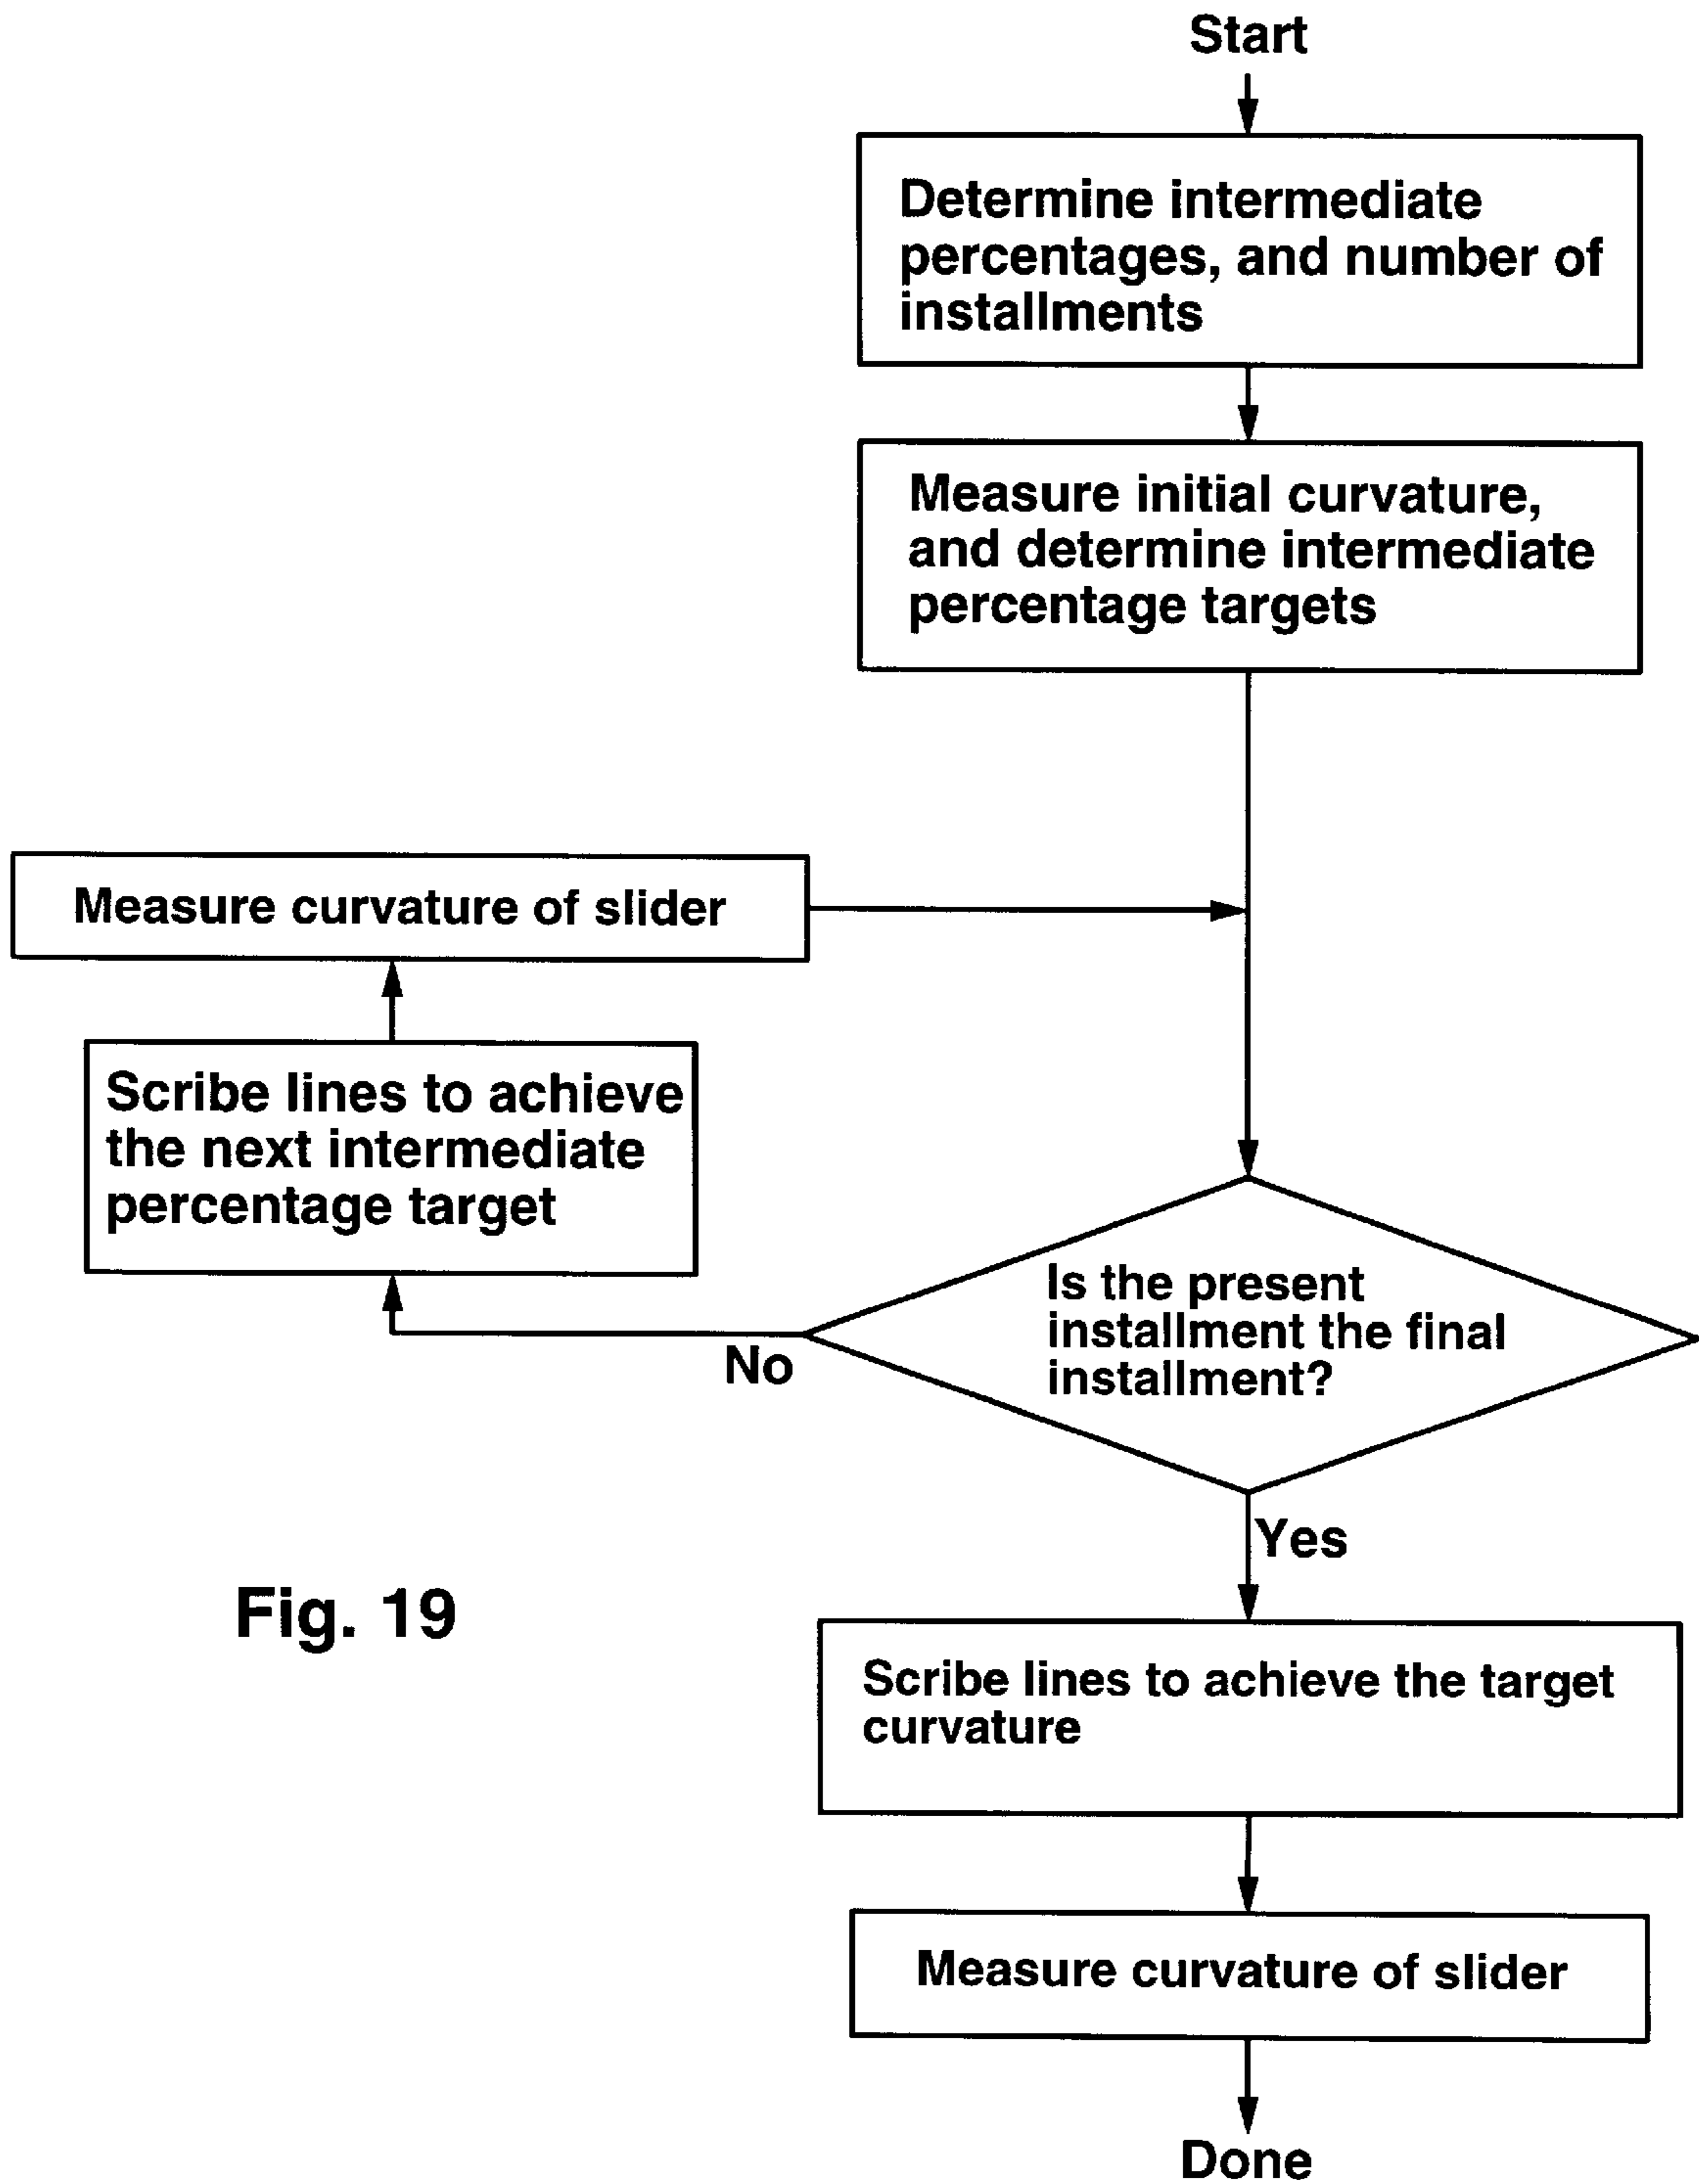 Start
Determine intermediate
percentages, and number of
installments
Measure initial curvature,
and determine intermediate
percentage targets
Measure curvature of slider
Scribe lines to achieve
the next intermediate
percentage target
Is the present
installment the final
installment?
No
Yes
Fig. 19
Scribe lines to achieve the target
curvature
Measure curvature of slider
Done